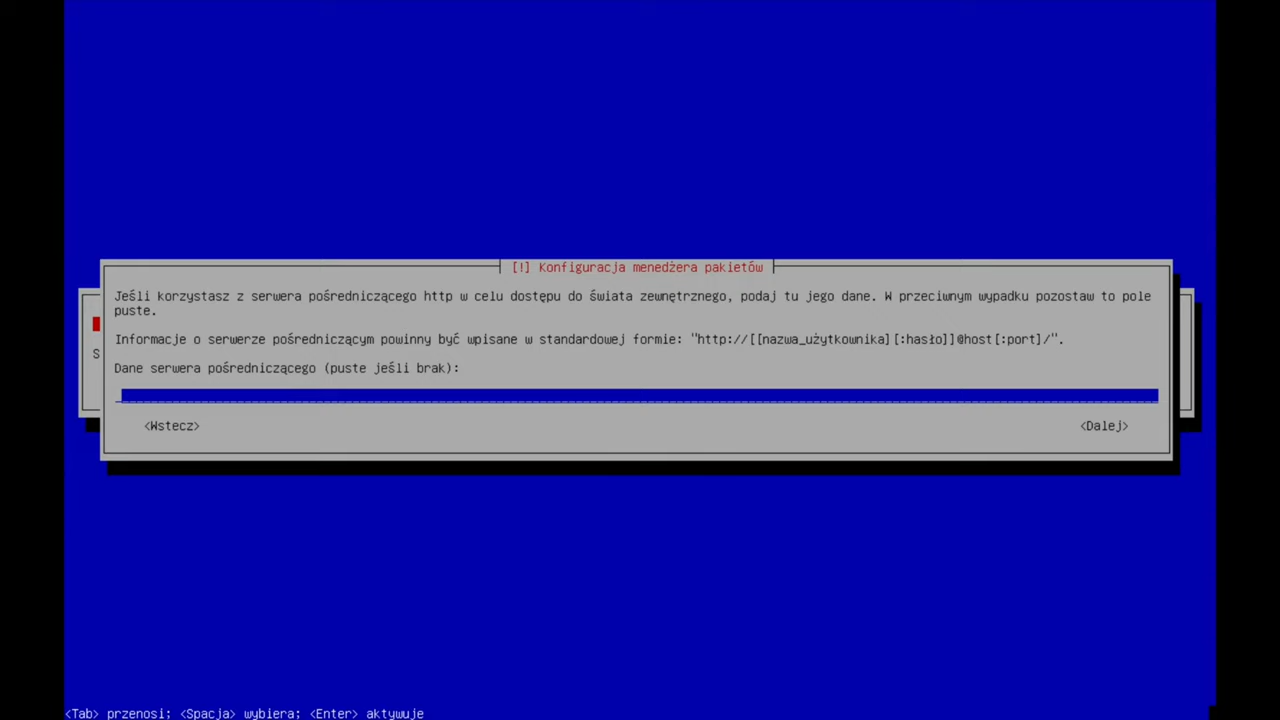 [!] Konfiguracja menedżera pakietów
Jeśli korzystasz z serwera pośredniczącego http w celu dostępu do świata zewnętrznego, podaj tu jego dane. W przeciwnym wypadku pozostaw to pole
puste.
Informacje o serwerze pośredniczącym powinny być wpisane w standardowej formie: "http://[[nazwa_użytkownika][:hasło]]@host[:port]/".
S
Dane serwera pośredniczącego (puste jeśli brak):
<Wstecz> <Dalej>
<Tab> przenosi; <Spacja> wybiera; <Enter> aktywuje